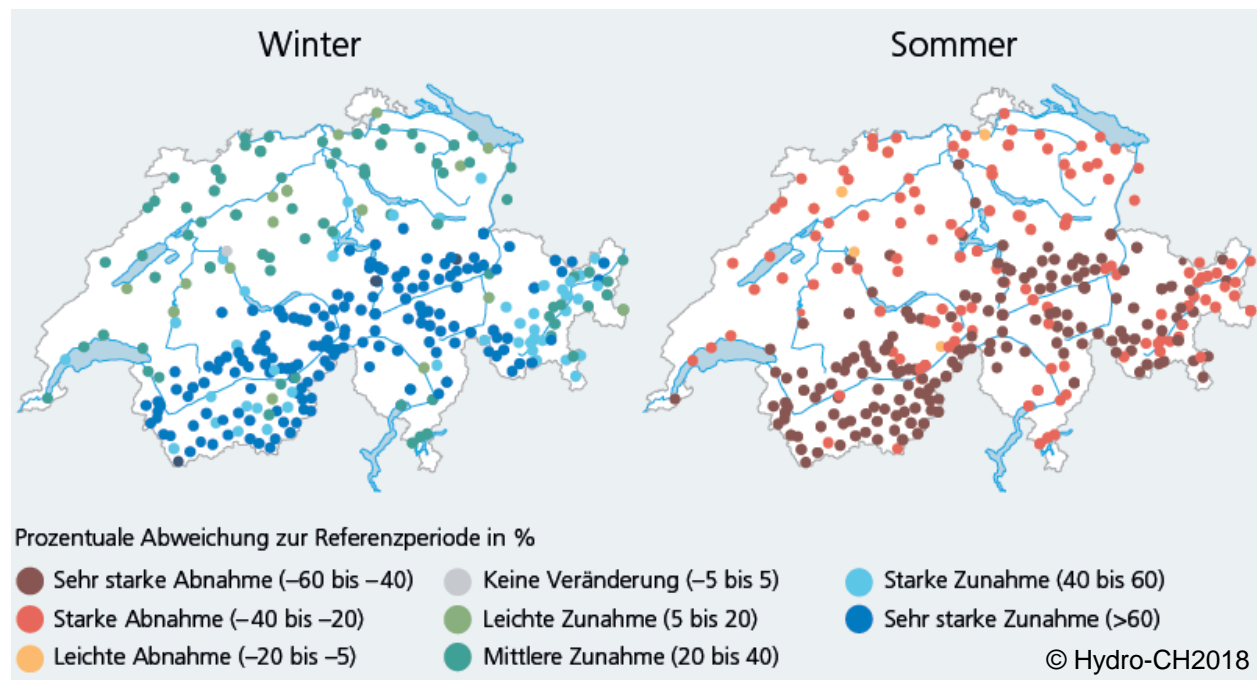 Winter
Sommer
Prozentuale Abweichung zur Referenzperiode in %
Sehr starke Abnahme (–60 bis –40)
Starke Abnahme (–40 bis –20)
Leichte Abnahme (–20 bis –5)
Keine Veränderung (–5 bis 5)
Leichte Zunahme (5 bis 20)
Mittlere Zunahme (20 bis 40)
Starke Zunahme (40 bis 60)
Sehr starke Zunahme (>60)
© Hydro-CH2018